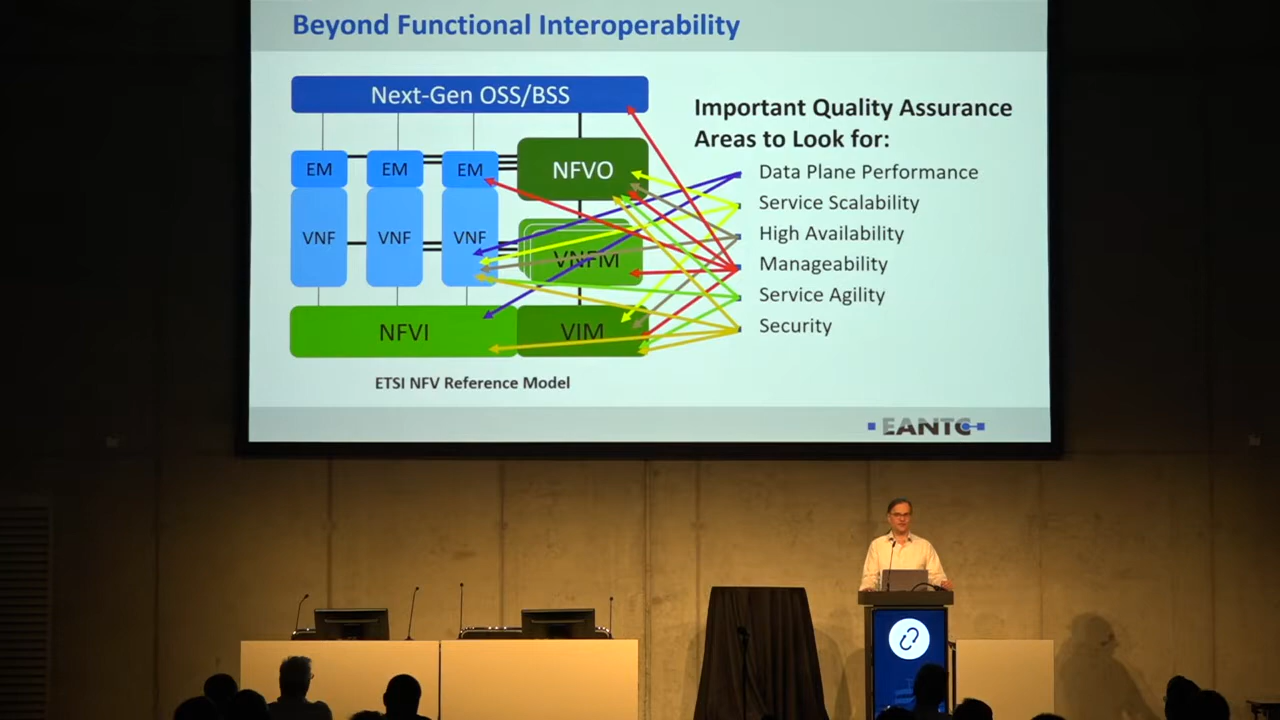 Beyond Functional Interoperability
Next-Gen OSS/BSS
EM
EM
EM
NFVO
VNF
VNF
VNF
VNFM
NFVI
VIM
ETSI NFV Reference Model
Important Quality Assurance
Areas to Look for:
Data Plane Performance
Service Scalability
High Availability
Manageability
Service Agility
Security
EANTC